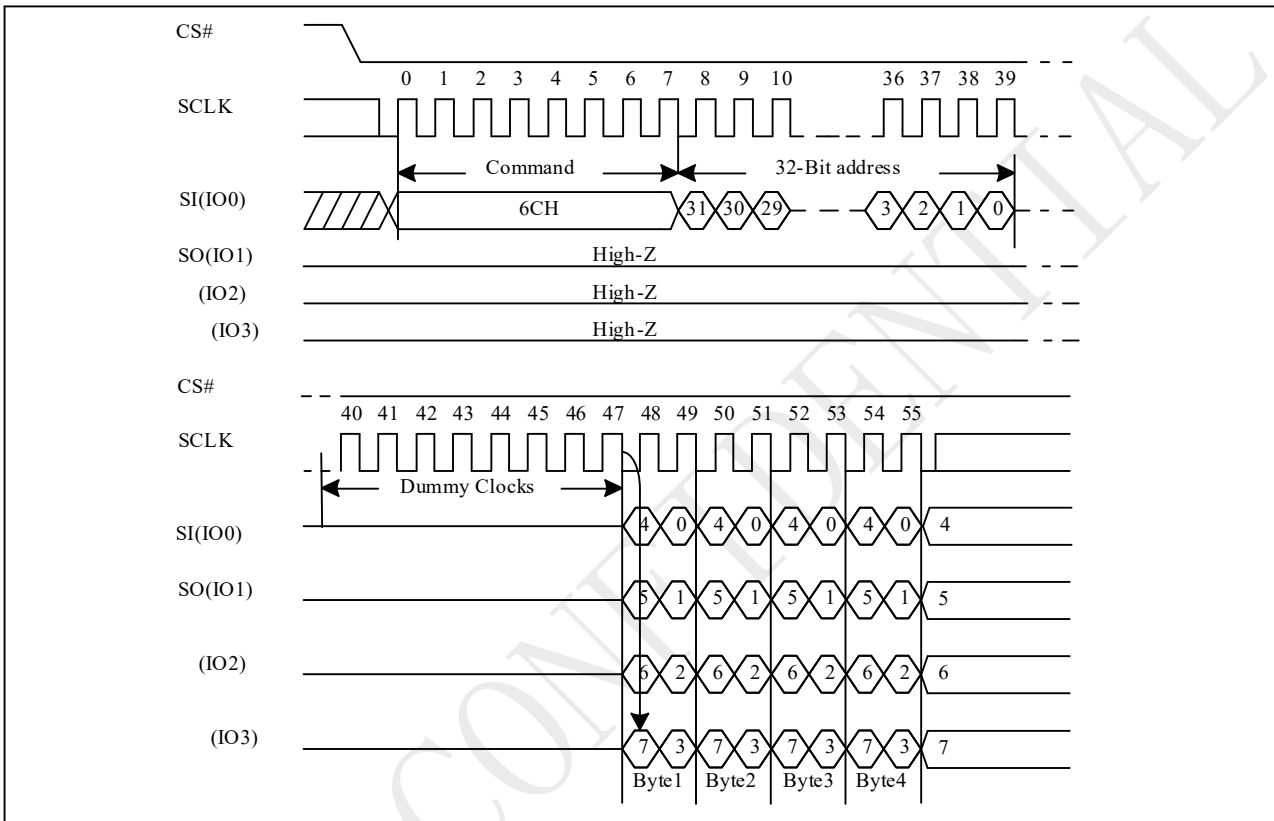 CS#
0 1 2 3 4 5 6 7 8 9 10 36 37 38 39
SCLK
Command 32-Bit address
SI(IO0) 6CH 31 30 29 3 2 1 0
SO(IO1) High-Z
(IO2) High-Z
(IO3) High-Z
CS#
40 41 42 43 44 45 46 47 48 49 50 51 52 53 54 55
SCLK
Dummy Clocks
SI(IO0) 4 0 4 0 4 0 4 0 4
SO(IO1) 5 1 5 1 5 1 5 1 5
(IO2) 6 2 6 2 6 2 6 2 6
(IO3) 7 3 7 3 7 3 7 3 7
Byte1 Byte2 Byte3 Byte4
CONFIDENTIAL